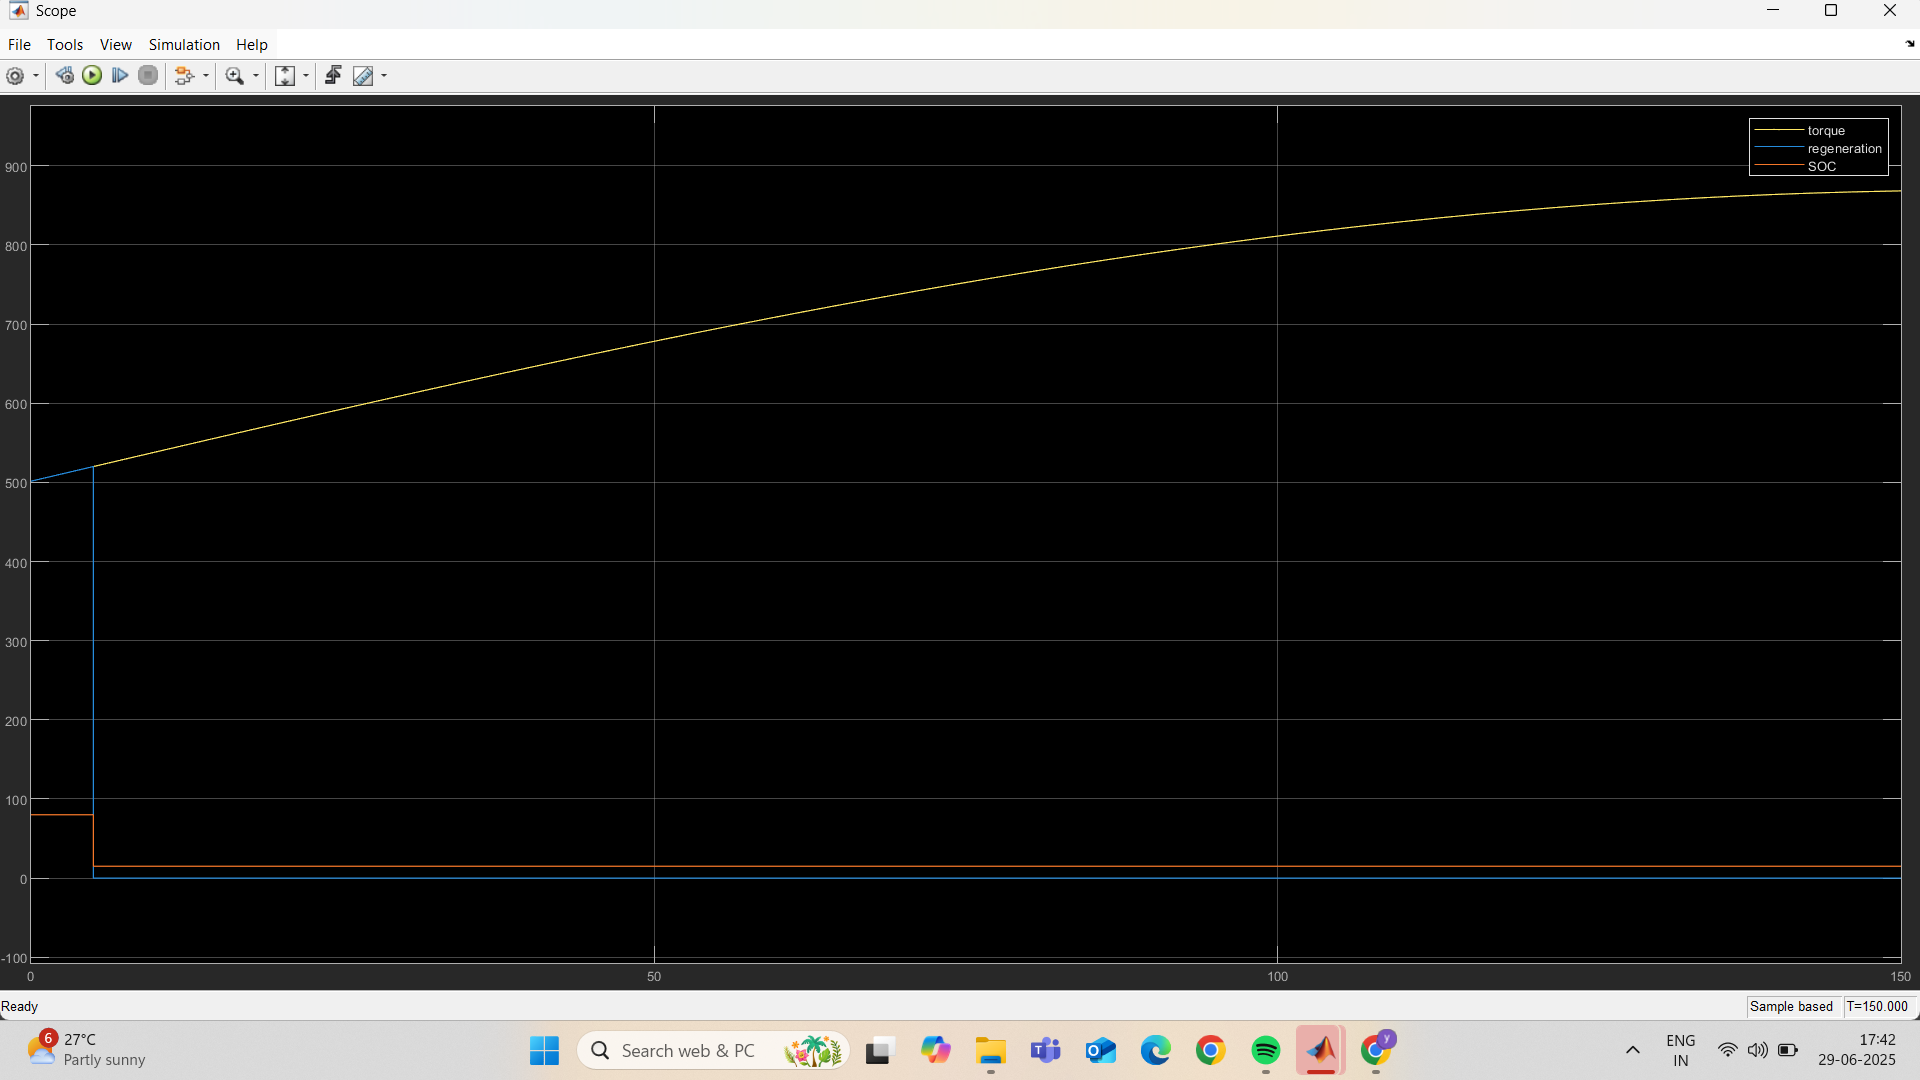 Scope
File Tools View Simulation Help
torque
regeneration
SOC
900
800
700
600
500
400
300
200
100
0
-100
0 50 100 150
Ready
Sample based T=150.000
6
27°C
Partly sunny
Search web & PC
y
ENG
IN
17:42
29-06-2025